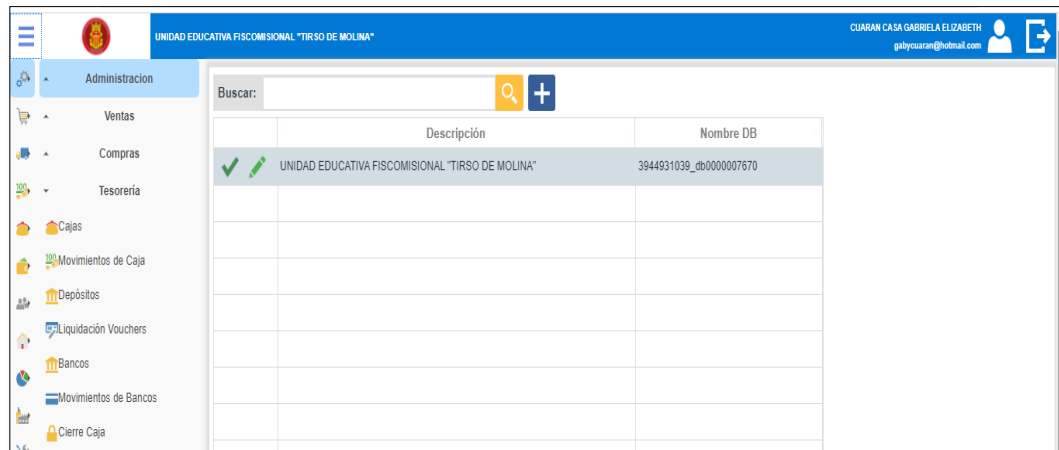 UNIDAD EDUCATIVA FISCOMISIONAL "TIRSO DE MOLINA"
CUARAN CASA GABRIELA ELIZABETH
gabycuaran@hotmail.com
Administracion
Ventas
Compras
Tesorería
Cajas
Movimientos de Caja
Depósitos
Liquidación Vouchers
Bancos
Movimientos de Bancos
Cierre Caja
Buscar:
Descripción Nombre DB
UNIDAD EDUCATIVA FISCOMISIONAL "TIRSO DE MOLINA" 3944931039_db0000007670